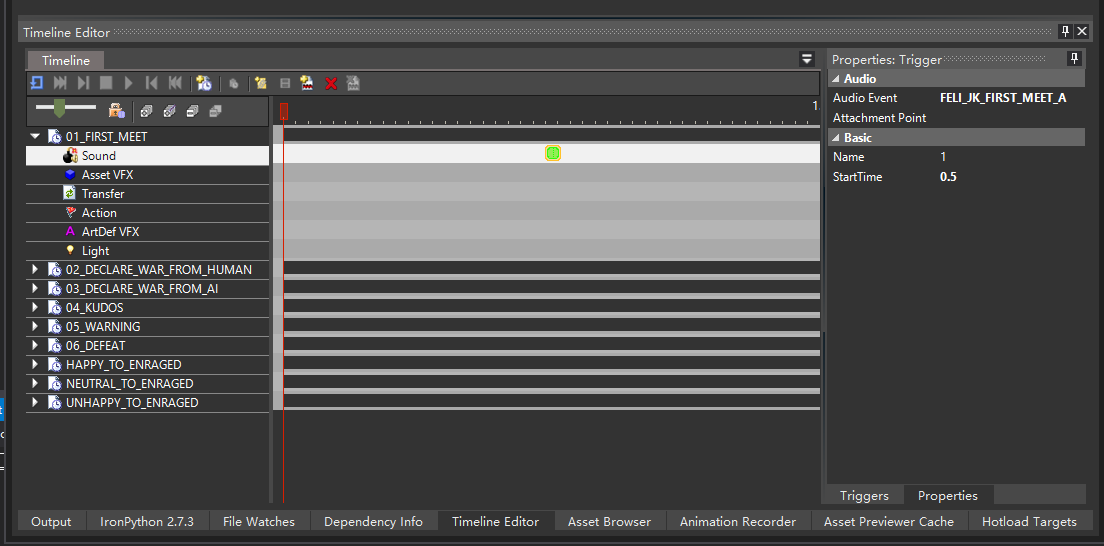 Timeline Editor
Timeline
Properties: Trigger
Audio
Audio Event FELI_JK_FIRST_MEET_A
Attachment Point
Basic
Name 1
StartTime 0.5
1.
01_FIRST_MEET
Sound
Asset VFX
Transfer
Action
ArtDef VFX
Light
02_DECLARE_WAR_FROM_HUMAN
03_DECLARE_WAR_FROM_AI
04_KUDOS
05_WARNING
06_DEFEAT
HAPPY_TO_ENRAGED
NEUTRAL_TO_ENRAGED
UNHAPPY_TO_ENRAGED
Triggers Properties
Output IronPython 2.7.3 File Watches Dependency Info Timeline Editor Asset Browser Animation Recorder Asset Previewer Cache Hotload Targets